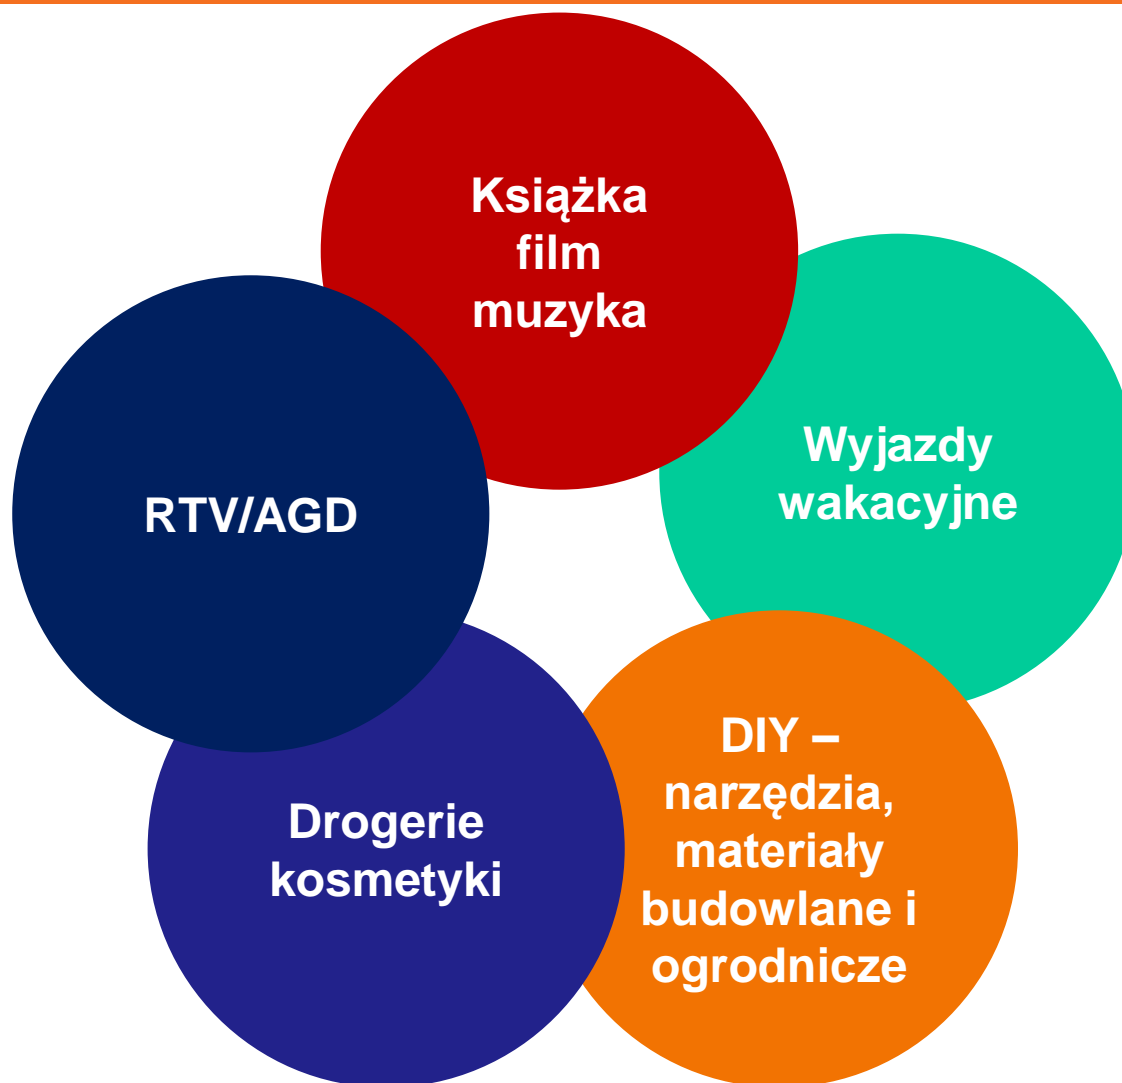 Książka
film
muzyka
Wyjazdy
wakacyjne
RTV/AGD
DIY –
narzędzia,
materiały
budowlane i
ogrodnicze
Drogerie
kosmetyki